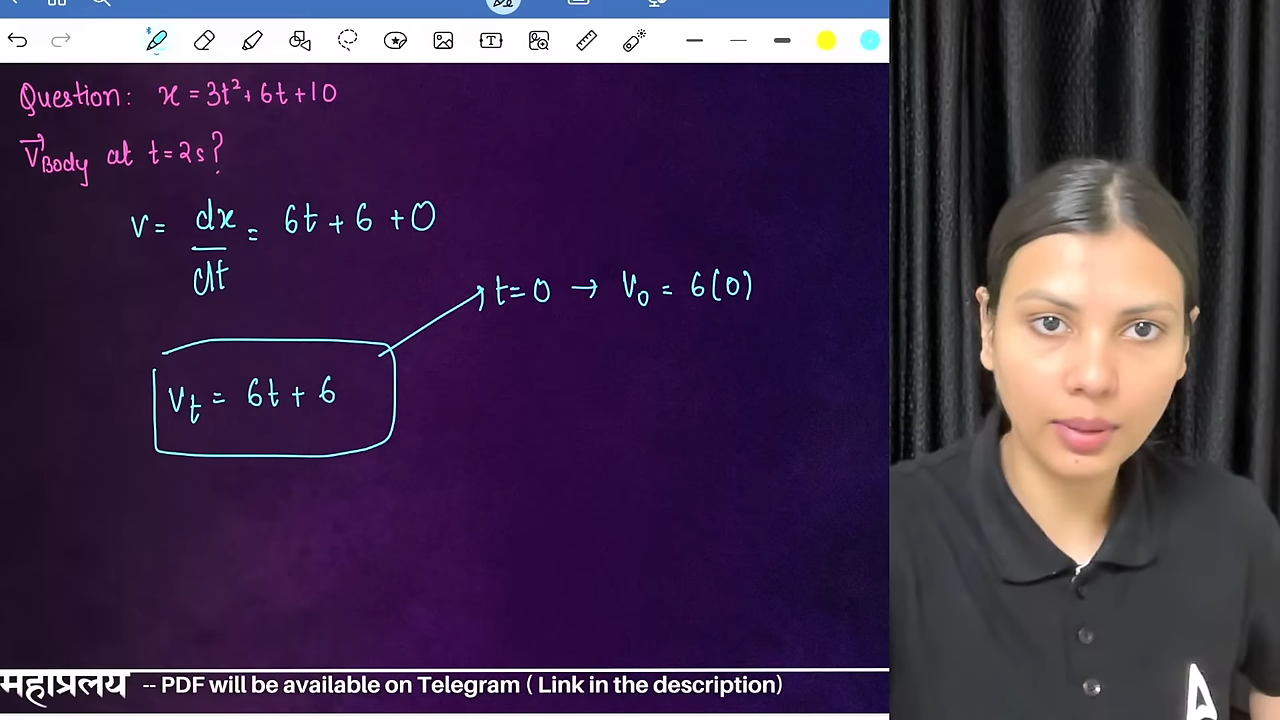 Question: x = 3t² + 6t + 10
V⃗Body at t = 2s?
v = dx/dt = 6t + 6 + 0
t = 0 → v₀ = 6(0)
vₜ = 6t + 6
महाप्रलय -- PDF will be available on Telegram ( Link in the description)